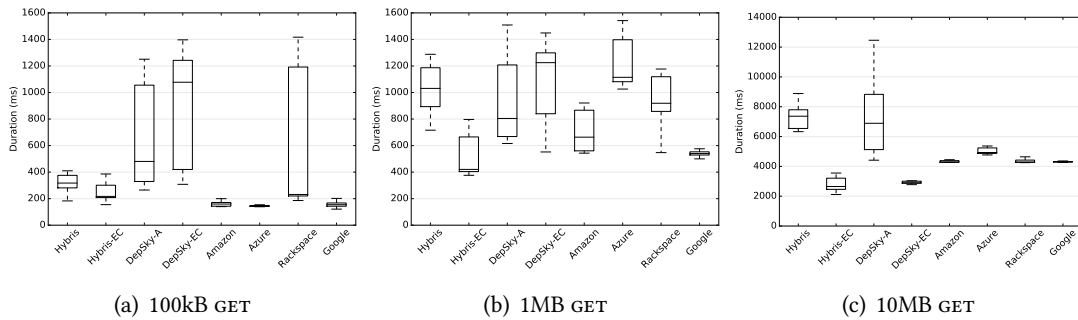 1600
1400
1200
1000
800
600
400
200
0
Duration (ms)
Hybris
Hybris-EC
DepSky-A
DepSky-EC
Amazon
Azure
Rackspace
Google
(a) 100kB GET
1600
1400
1200
1000
800
600
400
200
0
Duration (ms)
Hybris
Hybris-EC
DepSky-A
DepSky-EC
Amazon
Azure
Rackspace
Google
(b) 1MB GET
14000
12000
10000
8000
6000
4000
2000
0
Duration (ms)
Hybris
Hybris-EC
DepSky-A
DepSky-EC
Amazon
Azure
Rackspace
Google
(c) 10MB GET